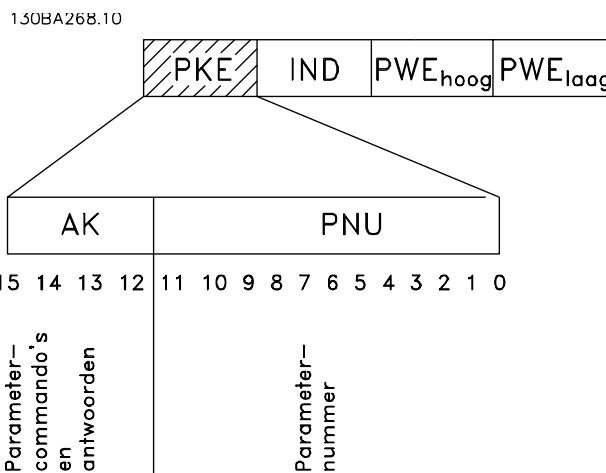 130BA268.10
PKE IND PWEhoog PWElaag
AK PNU
15 14 13 12 11 10 9 8 7 6 5 4 3 2 1 0
Parameter–
commando's
en
antwoorden
Parameter–
nummer